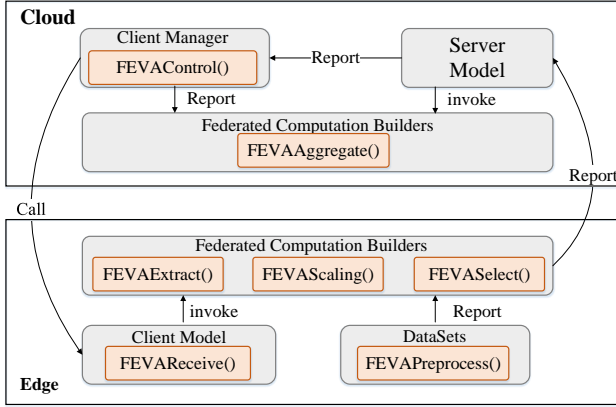 Cloud
Client Manager
FEVAControl()
Report
Server
Model
Report
invoke
Federated Computation Builders
FEVAAggregate()
Report
Call
Federated Computation Builders
FEVAExtract()
FEVAScaling()
FEVASelect()
invoke
Report
Client Model
FEVAReceive()
DataSets
FEVAPreprocess()
Edge